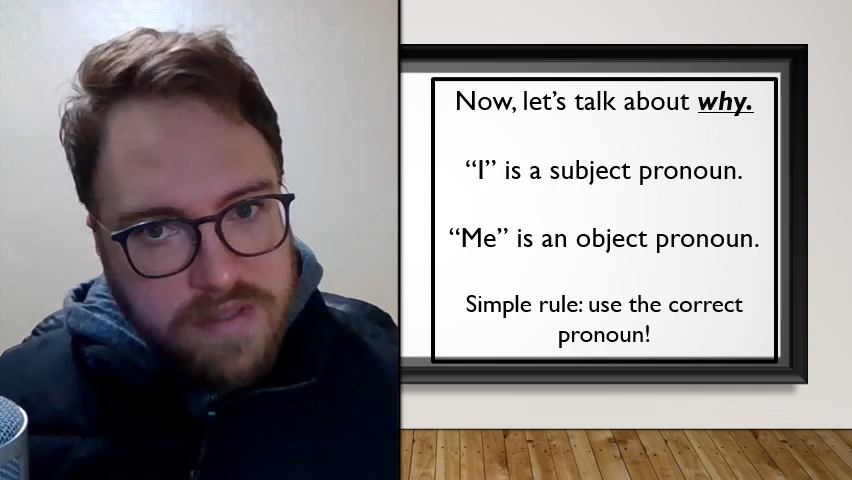 Now, let’s talk about why.
“I” is a subject pronoun.
“Me” is an object pronoun.
Simple rule: use the correct
pronoun!